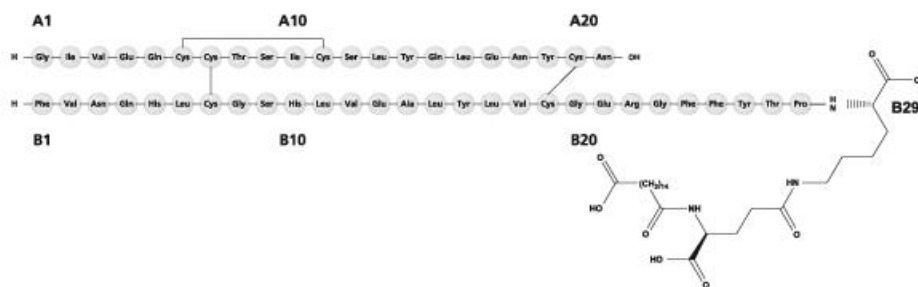 A1 A10 A20
H Gly Ile Val Glu Gln Cys Cys Thr Ser Ile Cys Ser Leu Tyr Gln Leu Glu Asn Tyr Cys Asn OH
H Phe Val Asn Gln His Leu Cys Gly Ser His Leu Val Glu Ala Leu Tyr Leu Val Cys Gly Glu Arg Gly Phe Phe Tyr Thr Pro H N
O
B29
B1 B10 B20
O (CH₂)14 HN
HO NH
O O
HO O